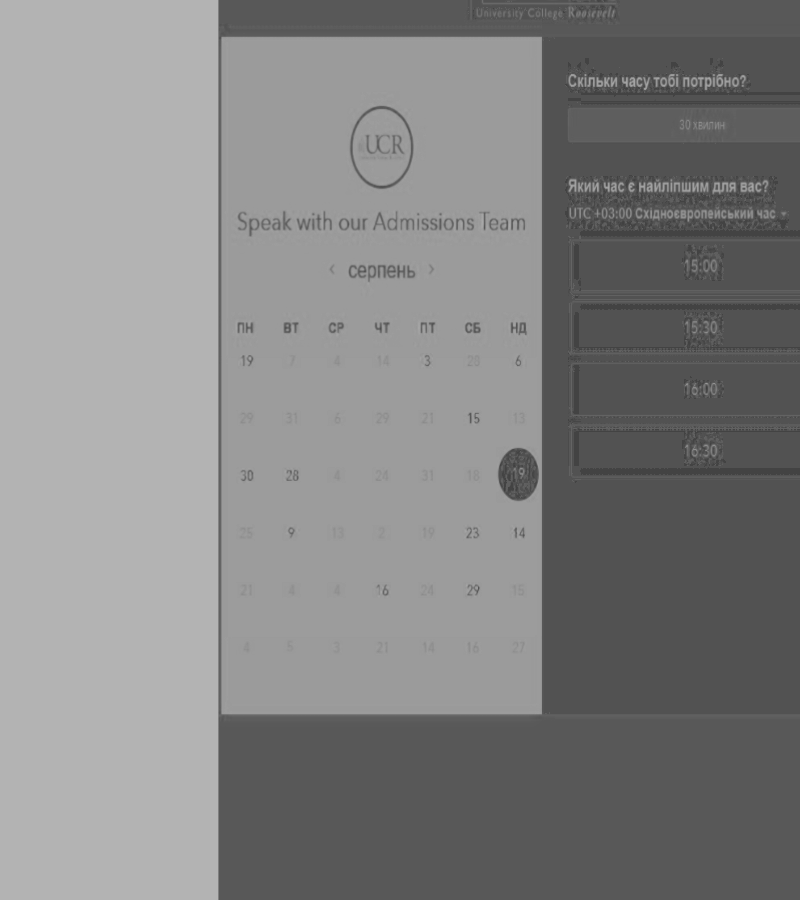 University College Roosevelt
UCR
Speak with our Admissions Team
‹ серпень ›
ПН ВТ СР ЧТ ПТ СБ НД
19 7 4 14 3 28 6
29 31 6 29 21 15 13
30 28 4 24 31 18 19
25 9 13 2 19 23 14
21 4 4 16 24 29 15
4 5 3 21 14 16 27
Скільки часу тобі потрібно?
30 хвилин
Який час є найліпшим для вас?
UTC +03:00 Східноєвропейський час
15:00
15:30
16:00
16:30